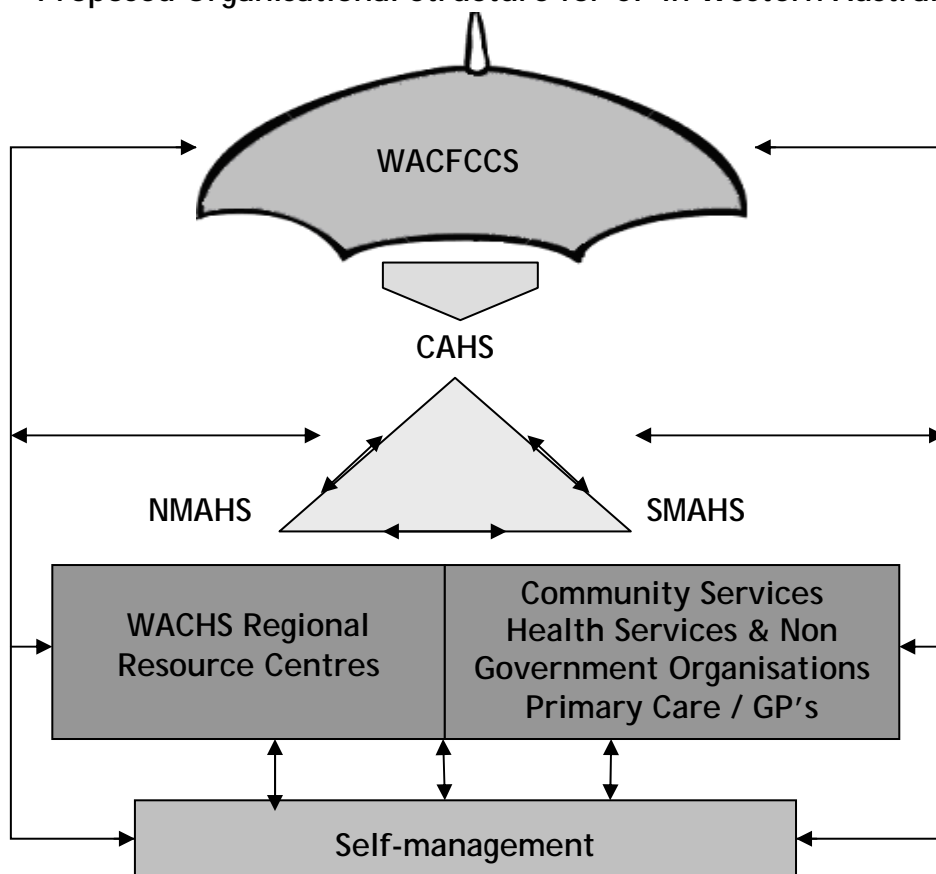 Proposed Organisational Structure for CF in Western
WACFCCS
CAHS
NMAHS
SMAHS
WACHS Regional
Resource Centres
Community Services
Health Services & Non
Government Organisations
Primary Care / GP's
Self-management